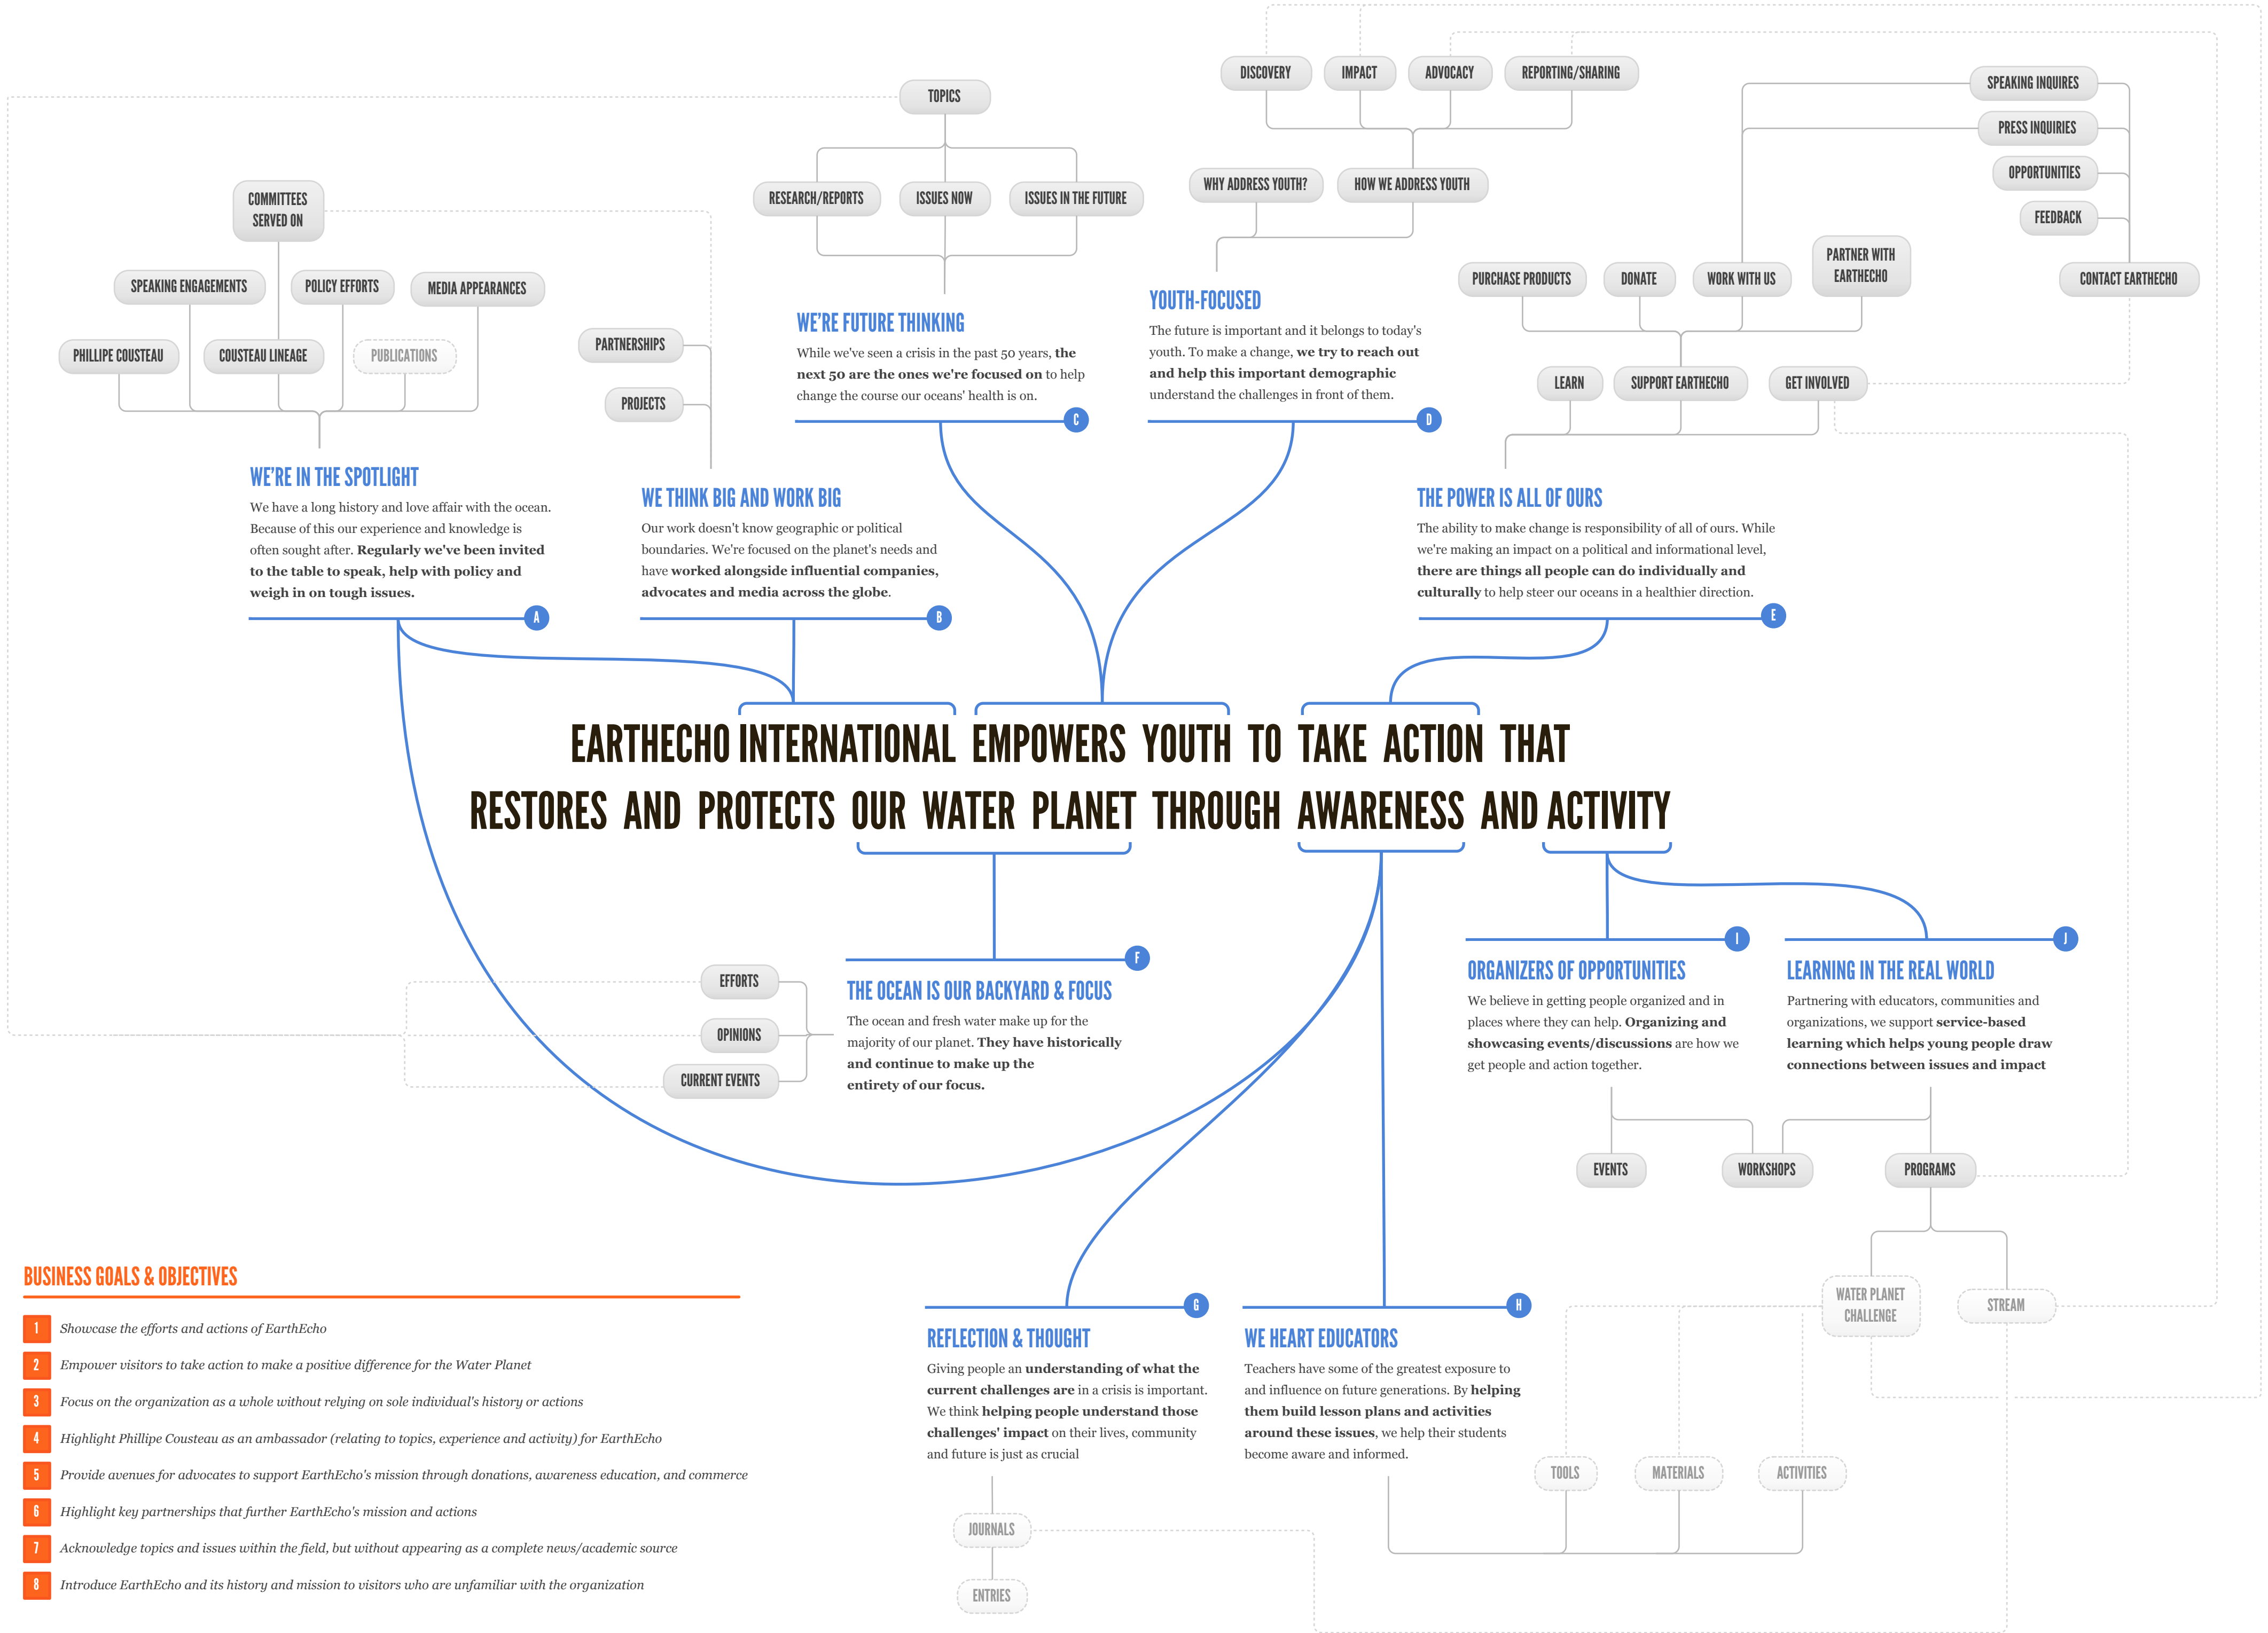 DISCOVERY
IMPACT
ADVOCACY
REPORTING/SHARING
TOPICS
SPEAKING INQUIRES
PRESS INQUIRIES
OPPORTUNITIES
FEEDBACK
CONTACT EARTHECHO
RESEARCH/REPORTS
ISSUES NOW
ISSUES IN THE FUTURE
WHY ADDRESS YOUTH?
HOW WE ADDRESS YOUTH
COMMITTEES
SERVED ON
SPEAKING ENGAGEMENTS
POLICY EFFORTS
MEDIA APPEARANCES
PHILLIPE COUSTEAU
COUSTEAU LINEAGE
PUBLICATIONS
PARTNERSHIPS
PROJECTS
PURCHASE PRODUCTS
DONATE
WORK WITH US
PARTNER WITH
EARTHECHO
LEARN
SUPPORT EARTHECHO
GET INVOLVED
WE'RE IN THE SPOTLIGHT
We have a long history and love affair with the ocean.
Because of this our experience and knowledge is
often sought after. Regularly we've been invited
to the table to speak, help with policy and
weigh in on tough issues.
A
WE THINK BIG AND WORK BIG
Our work doesn't know geographic or political
boundaries. We're focused on the planet's needs and
have worked alongside influential companies,
advocates and media across the globe.
B
WE'RE FUTURE THINKING
While we've seen a crisis in the past 50 years, the
next 50 are the ones we're focused on to help
change the course our oceans' health is on.
C
YOUTH-FOCUSED
The future is important and it belongs to today's
youth. To make a change, we try to reach out
and help this important demographic
understand the challenges in front of them.
D
THE POWER IS ALL OF OURS
The ability to make change is responsibility of all of ours. While
we're making an impact on a political and informational level,
there are things all people can do individually and
culturally to help steer our oceans in a healthier direction.
E
EARTHECHO INTERNATIONAL EMPOWERS YOUTH TO TAKE ACTION THAT
RESTORES AND PROTECTS OUR WATER PLANET THROUGH AWARENESS AND ACTIVITY
EFFORTS
OPINIONS
CURRENT EVENTS
F
THE OCEAN IS OUR BACKYARD & FOCUS
The ocean and fresh water make up for the
majority of our planet. They have historically
and continue to make up the
entirety of our focus.
I
ORGANIZERS OF OPPORTUNITIES
We believe in getting people organized and in
places where they can help. Organizing and
showcasing events/discussions are how we
get people and action together.
J
LEARNING IN THE REAL WORLD
Partnering with educators, communities and
organizations, we support service-based
learning which helps young people draw
connections between issues and impact
EVENTS
WORKSHOPS
PROGRAMS
WATER PLANET
CHALLENGE
STREAM
G
REFLECTION & THOUGHT
Giving people an understanding of what the
current challenges are in a crisis is important.
We think helping people understand those
challenges' impact on their lives, community
and future is just as crucial
H
WE HEART EDUCATORS
Teachers have some of the greatest exposure to
and influence on future generations. By helping
them build lesson plans and activities
around these issues, we help their students
become aware and informed.
TOOLS
MATERIALS
ACTIVITIES
JOURNALS
ENTRIES
BUSINESS GOALS & OBJECTIVES
1 Showcase the efforts and actions of EarthEcho
2 Empower visitors to take action to make a positive difference for the Water Planet
3 Focus on the organization as a whole without relying on sole individual's history or actions
4 Highlight Phillipe Cousteau as an ambassador (relating to topics, experience and activity) for EarthEcho
5 Provide avenues for advocates to support EarthEcho's mission through donations, awareness education, and commerce
6 Highlight key partnerships that further EarthEcho's mission and actions
7 Acknowledge topics and issues within the field, but without appearing as a complete news/academic source
8 Introduce EarthEcho and its history and mission to visitors who are unfamiliar with the organization